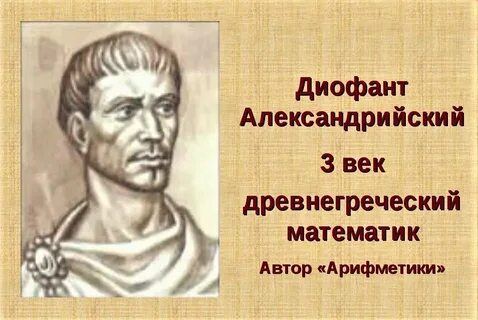 Диофант
Александрийский
3 век
древнегреческий
математик
Автор «Арифметики»